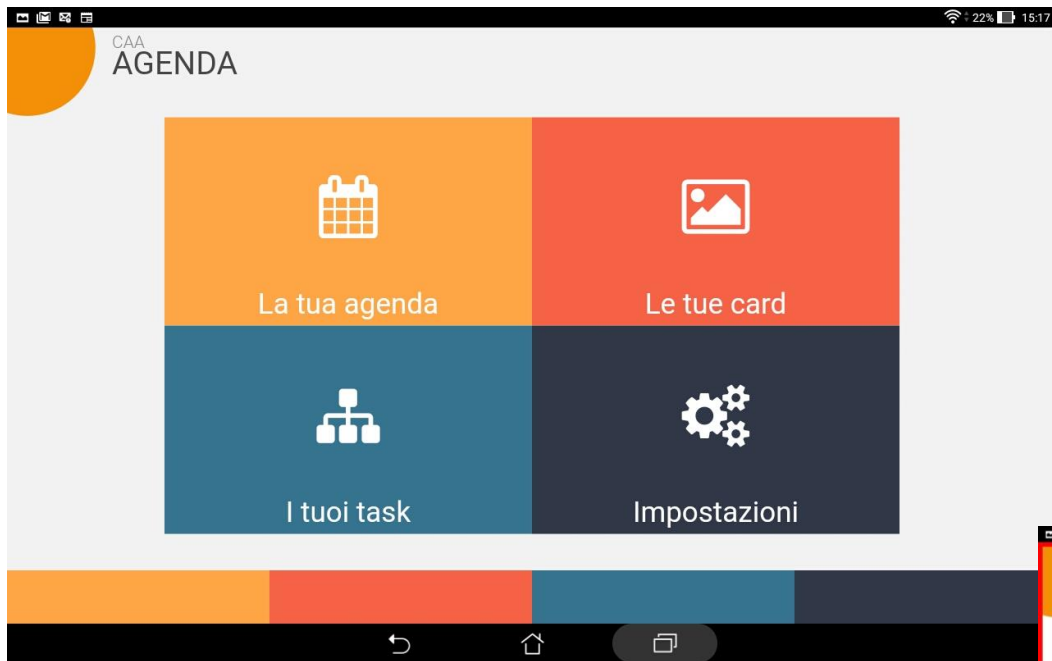 22% 15:17
CAA
AGENDA
La tua agenda
Le tue card
I tuoi task
Impostazioni